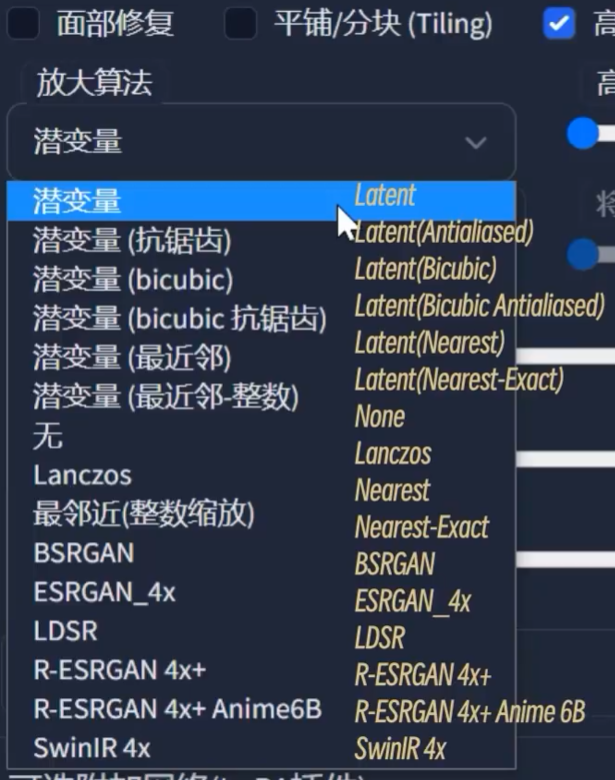 面部修复 平铺/分块 (Tiling) 高
放大算法 高
潜变量
潜变量 Latent
潜变量 (抗锯齿) Latent(Antialiased)
潜变量 (bicubic) Latent(Bicubic)
潜变量 (bicubic 抗锯齿) Latent(Bicubic Antialiased)
潜变量 (最近邻) Latent(Nearest)
潜变量 (最近邻-整数) Latent(Nearest-Exact)
无 None
Lanczos Lanczos
最邻近(整数缩放) Nearest
Nearest-Exact
BSRGAN BSRGAN
ESRGAN_4x ESRGAN_4x
LDSR LDSR
R-ESRGAN 4x+ R-ESRGAN 4x+
R-ESRGAN 4x+ Anime6B R-ESRGAN 4x+ Anime 6B
SwinIR 4x SwinIR 4x